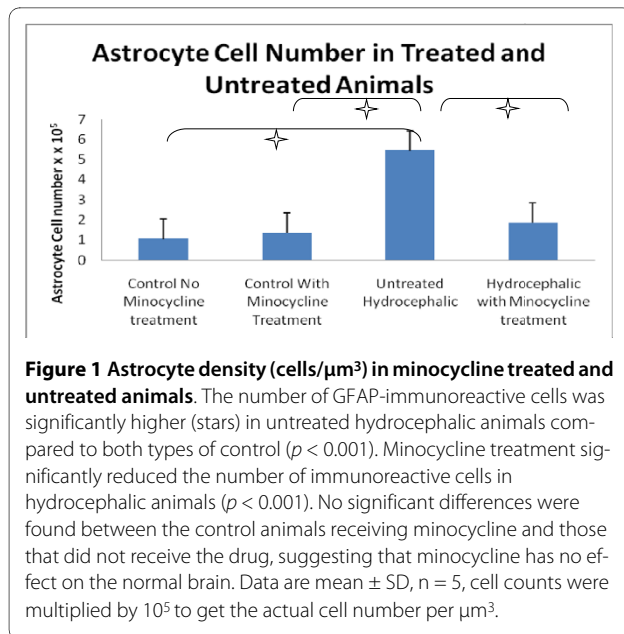 Astrocyte Cell Number in Treated and
Untreated Animals
Astrocyte Cell number x x 10⁵
7
6
5
4
3
2
1
0
Control No
Minocycline
treatment
Control With
Minocycline
Treatment
Untreated
Hydrocephalic
Hydrocephalic
with Minocycline
treatment
Figure 1 Astrocyte density (cells/μm³) in minocycline treated and
untreated animals. The number of GFAP-immunoreactive cells was
significantly higher (stars) in untreated hydrocephalic animals com-
pared to both types of control (p < 0.001). Minocycline treatment sig-
nificantly reduced the number of immunoreactive cells in
hydrocephalic animals (p < 0.001). No significant differences were
found between the control animals receiving minocycline and those
that did not receive the drug, suggesting that minocycline has no ef-
fect on the normal brain. Data are mean ± SD, n = 5, cell counts were
multiplied by 10⁵ to get the actual cell number per μm³.